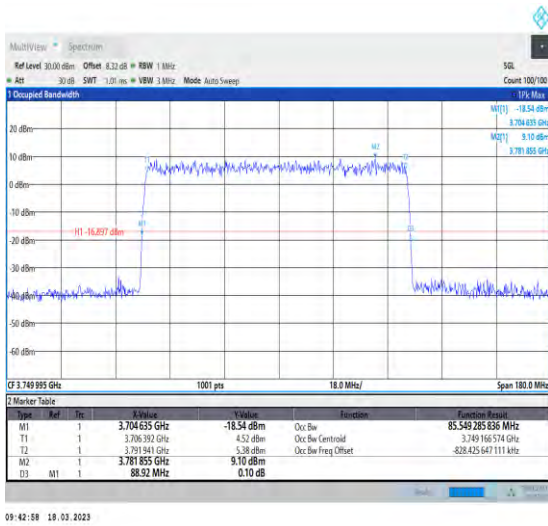 MultiView Spectrum
Ref Level 30.00 dBm Offset 8.32 dB RBW 1 MHz SGL
Att 30 dB SWT 1.01 ms VBW 3 MHz Mode Auto Sweep Count 100/100
1 Occupied Bandwidth 1Pk Max
M1[1] -18.54 dBm
3.704 635 GHz
M2[1] 9.10 dBm
3.781 855 GHz
20 dBm
M2
10 dBm
0 dBm
-10 dBm
M1
H1 -16.897 dBm
-20 dBm
-30 dBm
-40 dBm
-50 dBm
-60 dBm
CF 3.749 995 GHz 1001 pts 18.0 MHz/ Span 180.0 MHz
2 Marker Table
Type Ref Trc X-Value Y-Value Function Function Result
M1 1 3.704 635 GHz -18.54 dBm Occ Bw 85.549 285 836 MHz
T1 1 3.706 392 GHz 4.52 dBm Occ Bw Centroid 3.749 166 574 GHz
T2 1 3.791 941 GHz 5.38 dBm Occ Bw Freq Offset -828.425 647 111 kHz
M2 1 3.781 855 GHz 9.10 dBm
D3 M1 1 88.92 MHz 0.10 dB
09:42:58 18.03.2023